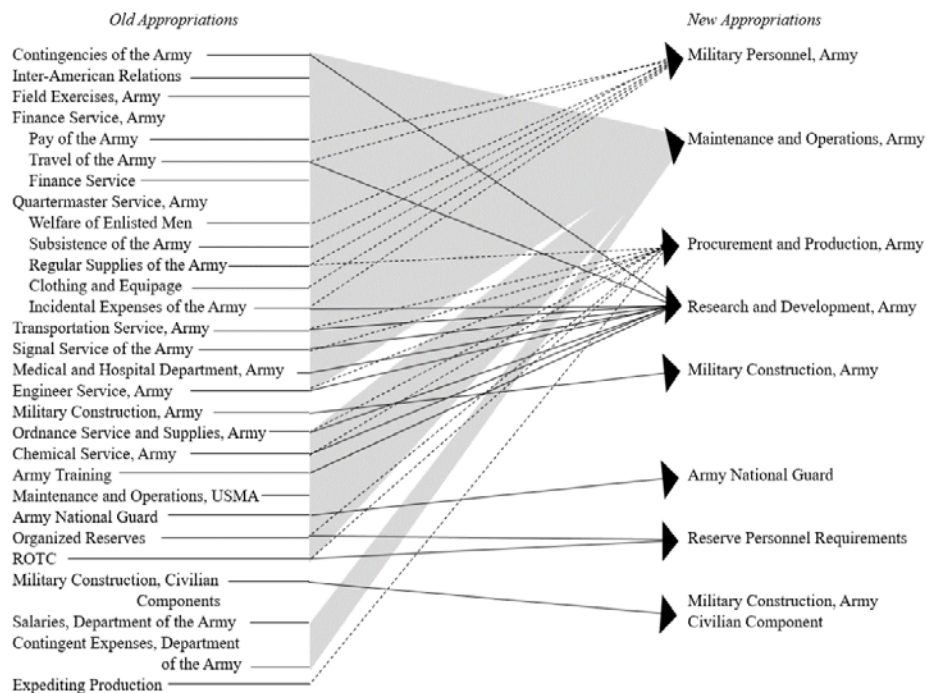 Old Appropriations
New Appropriations
Contingencies of the Army
Inter-American Relations
Field Exercises, Army
Finance Service, Army
Pay of the Army
Travel of the Army
Finance Service
Quartermaster Service, Army
Welfare of Enlisted Men
Subsistence of the Army
Regular Supplies of the Army
Clothing and Equipage
Incidental Expenses of the Army
Transportation Service, Army
Signal Service of the Army
Medical and Hospital Department, Army
Engineer Service, Army
Military Construction, Army
Ordnance Service and Supplies, Army
Chemical Service, Army
Army Training
Maintenance and Operations, USMA
Army National Guard
Organized Reserves
ROTC
Military Construction, Civilian
Components
Salaries, Department of the Army
Contingent Expenses, Department
of the Army
Expediting Production
Military Personnel, Army
Maintenance and Operations, Army
Procurement and Production, Army
Research and Development, Army
Military Construction, Army
Army National Guard
Reserve Personnel Requirements
Military Construction, Army
Civilian Component